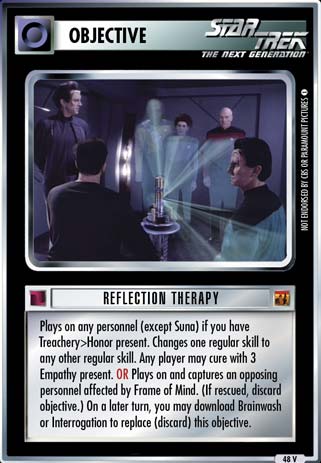 OBJECTIVE
STAR TREK
THE NEXT GENERATION
NOT ENDORSED BY CBS OR PARAMOUNT PICTURES
REFLECTION THERAPY
Plays on any personnel (except Suna) if you have
Treachery>Honor present. Changes one regular skill to
any other regular skill. Any player may cure with 3
Empathy present. OR Plays on and captures an opposing
personnel affected by Frame of Mind. (If rescued, discard
objective.) On a later turn, you may download Brainwash
or Interrogation to replace (discard) this objective.
48 V